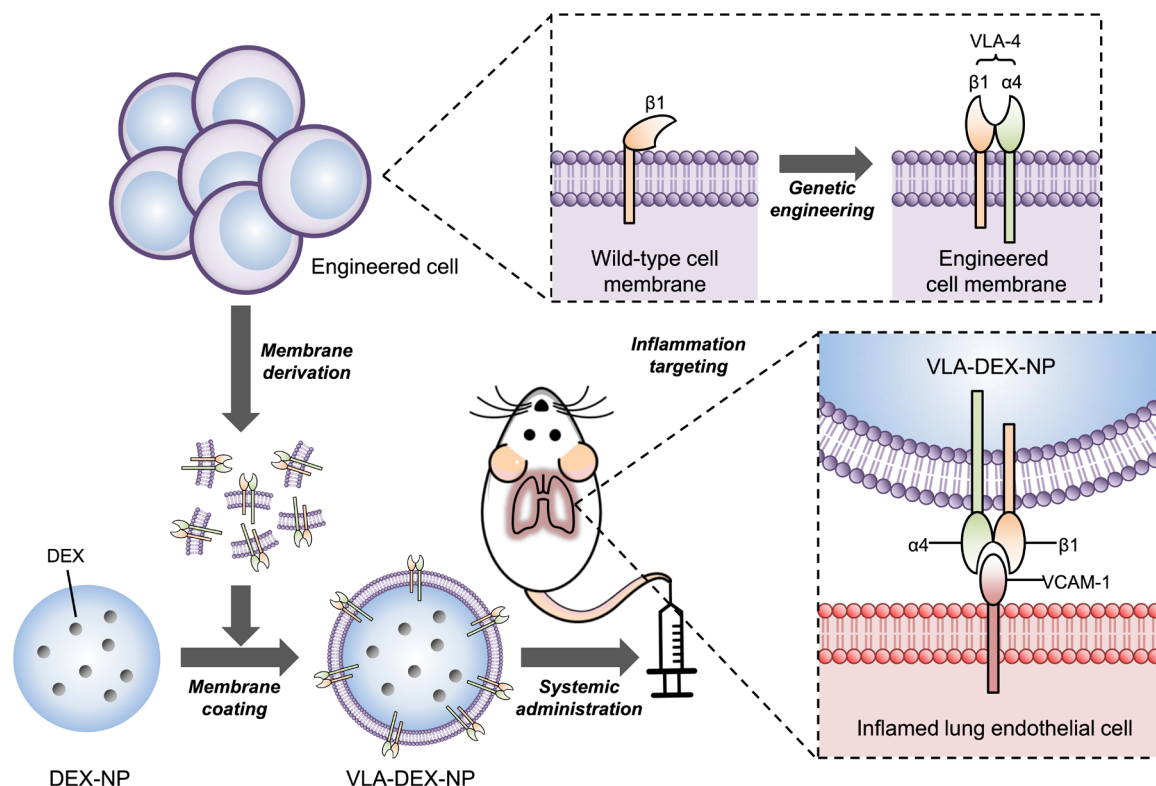 VLA-4
β1
α4
β1
Genetic
engineering
Wild-type cell
membrane
Engineered
cell membrane
Engineered cell
Membrane
derivation
Inflammation
targeting
VLA-DEX-NP
α4
β1
VCAM-1
Inflamed lung endothelial cell
DEX
Membrane
coating
Systemic
administration
DEX-NP
VLA-DEX-NP